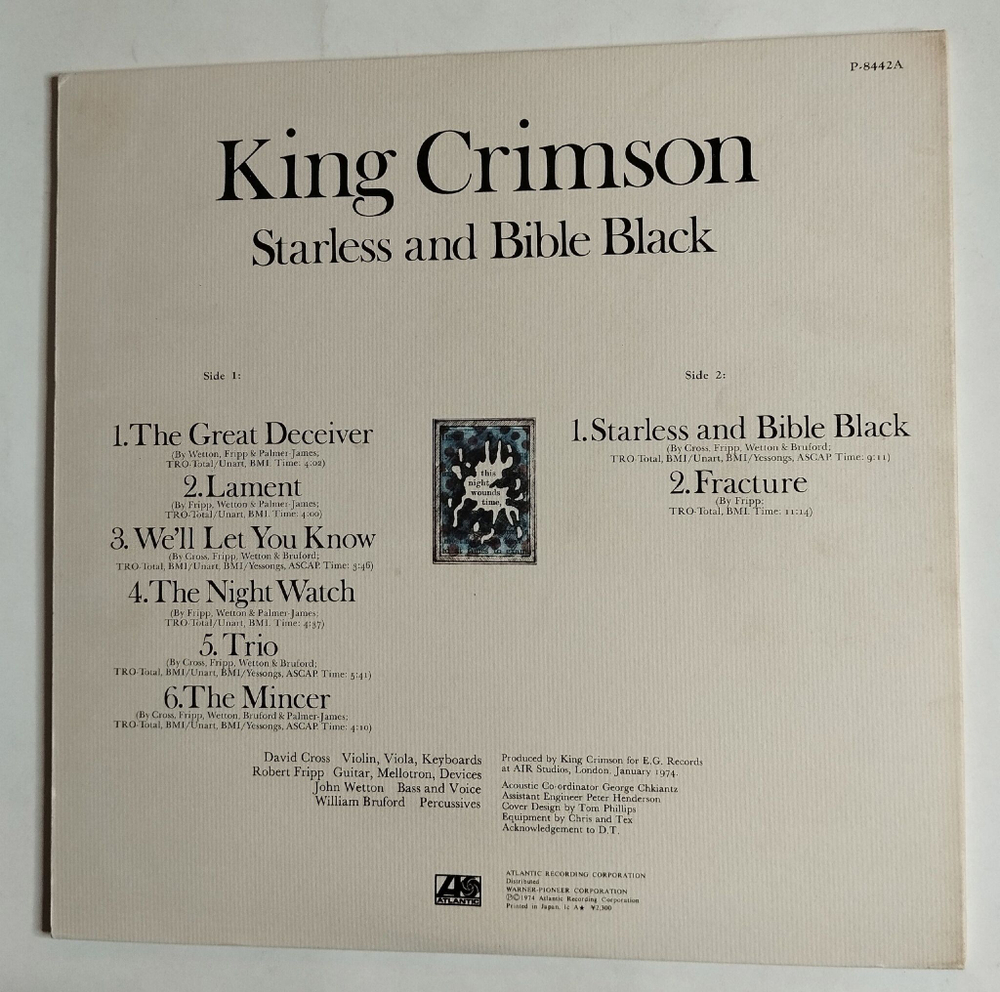 P-8442A
King Crimson
Starless and Bible Black
Side 1:
1.The Great Deceiver
(By Wetton, Fripp & Palmer-James;
TRO-Total/Unart, BMI. Time: 4:02)
2.Lament
(By Fripp, Wetton & Palmer-James;
TRO-Total/Unart, BMI. Time: 4:00)
3. We'll Let You Know
(By Cross, Fripp, Wetton & Bruford;
TRO-Total, BMI/Unart, BMI/Yessongs, ASCAP. Time: 3:46)
4.The Night Watch
(By Fripp, Wetton & Palmer-James;
TRO-Total/Unart, BMI. Time: 4:37)
5. Trio
(By Cross, Fripp, Wetton & Bruford;
TRO-Total, BMI/Unart, BMI/Yessongs, ASCAP. Time: 5:41)
6.The Mincer
(By Cross, Fripp, Wetton, Bruford & Palmer-James;
TRO-Total, BMI/Unart, BMI/Yessongs, ASCAP. Time: 4:10)
this
night
wounds
time,
Side 2:
1.Starless and Bible Black
(By Cross, Fripp, Wetton & Bruford;
TRO-Total, BMI/Unart, BMI/Yessongs, ASCAP. Time: 9:11)
2.Fracture
(By Fripp;
TRO-Total, BMI. Time: 11:14)
David Cross Violin, Viola, Keyboards
Robert Fripp Guitar, Mellotron, Devices
John Wetton Bass and Voice
William Bruford Percussives
Produced by King Crimson for E.G. Records
at AIR Studios, London. January 1974.
Acoustic Co-ordinator George Chkiantz
Assistant Engineer Peter Henderson
Cover Design by Tom Phillips
Equipment by Chris and Tex
Acknowledgement to D.T.
ATLANTIC
ATLANTIC RECORDING CORPORATION
Distributed
WARNER-PIONEER CORPORATION
Ⓟ©1974 Atlantic Recording Corporation
Printed in Japan, Ic A★ ¥2,300